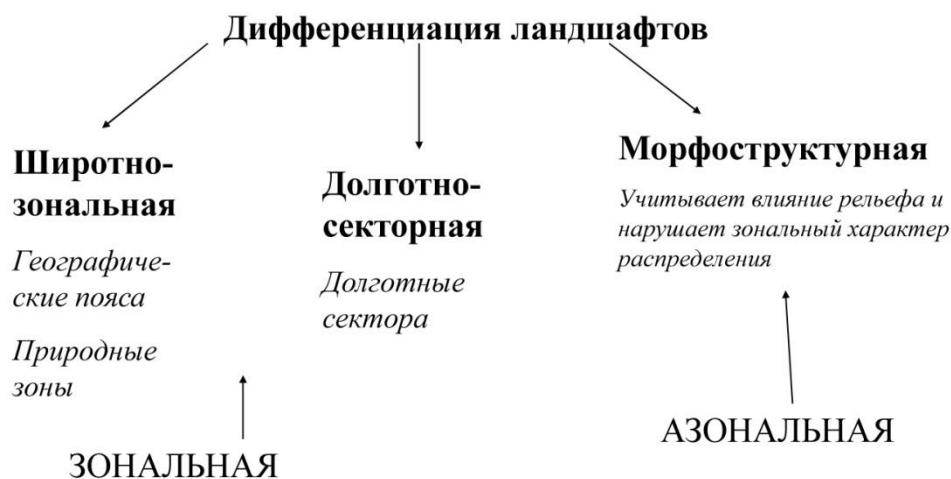 Дифференциация ландшафтов
Широтно-
зональная
Географиче-
ские пояса
Природные
зоны
Долготно-
секторная
Долготные
сектора
Морфоструктурная
Учитывает влияние рельефа и
нарушает зональный характер
распределения
ЗОНАЛЬНАЯ
АЗОНАЛЬНАЯ